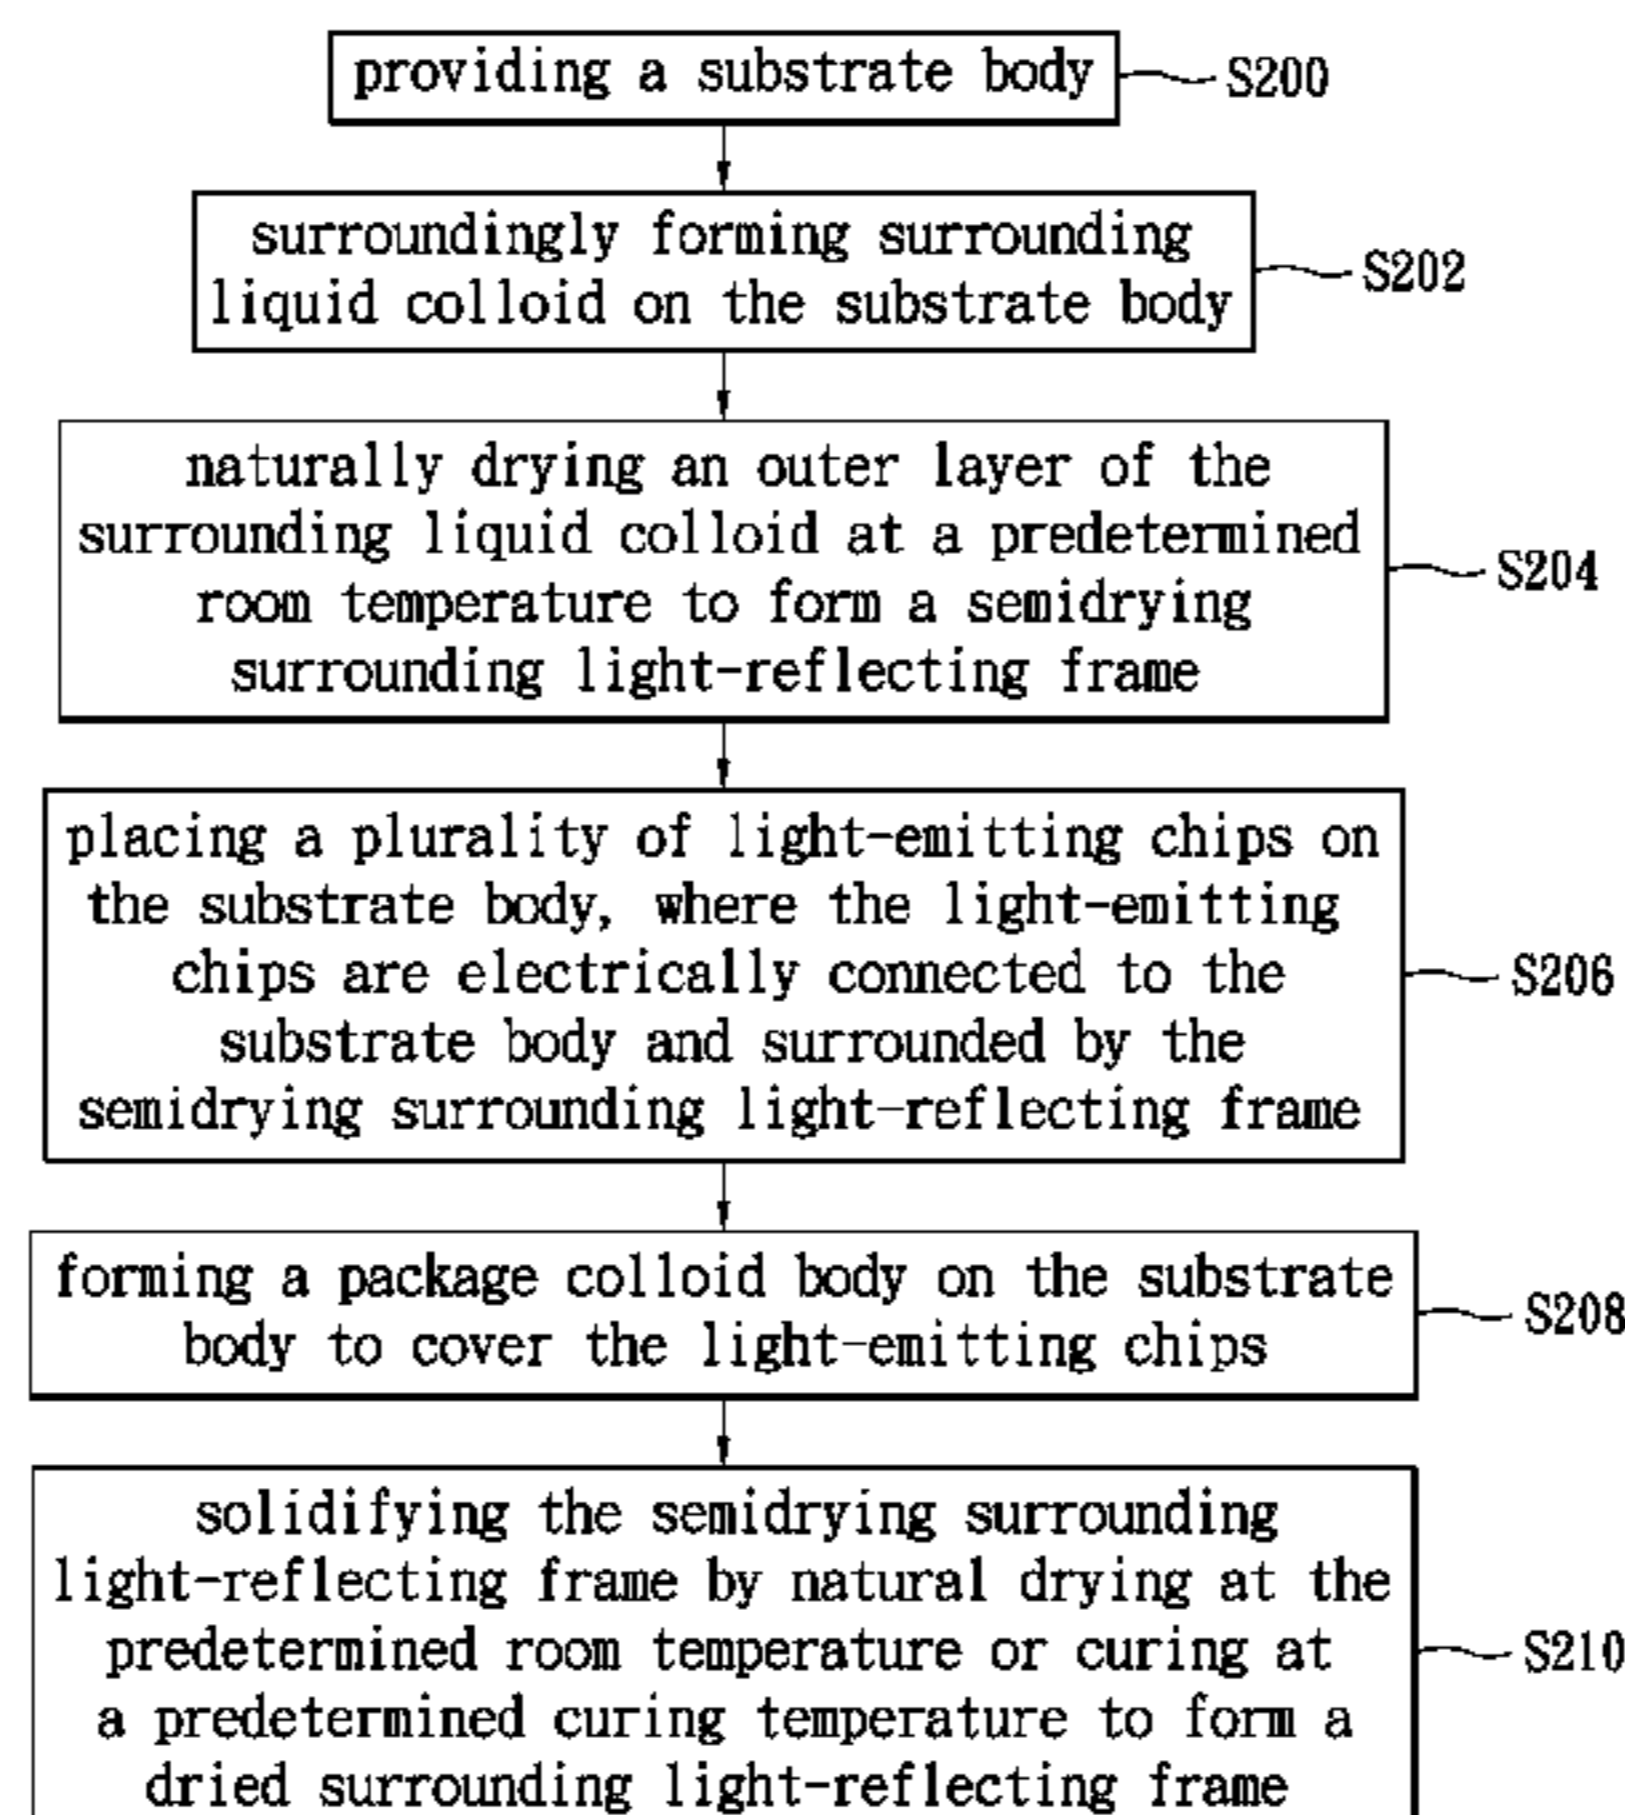 providing a substrate body
S200
surroundingly forming surrounding
liquid colloid on the substrate body
S202
naturally drying an outer layer of the
surrounding liquid colloid at a predetermined
room temperature to form a semidrying
surrounding light-reflecting frame
S204
placing a plurality of light-emitting chips on
the substrate body, where the light-emitting
chips are electrically connected to the
substrate body and surrounded by the
semidrying surrounding light-reflecting frame
S206
forming a package colloid body on the substrate
body to cover the light-emitting chips
S208
solidifying the semidrying surrounding
light-reflecting frame by natural drying at the
predetermined room temperature or curing at
a predetermined curing temperature to form a
dried surrounding light-reflecting frame
S210